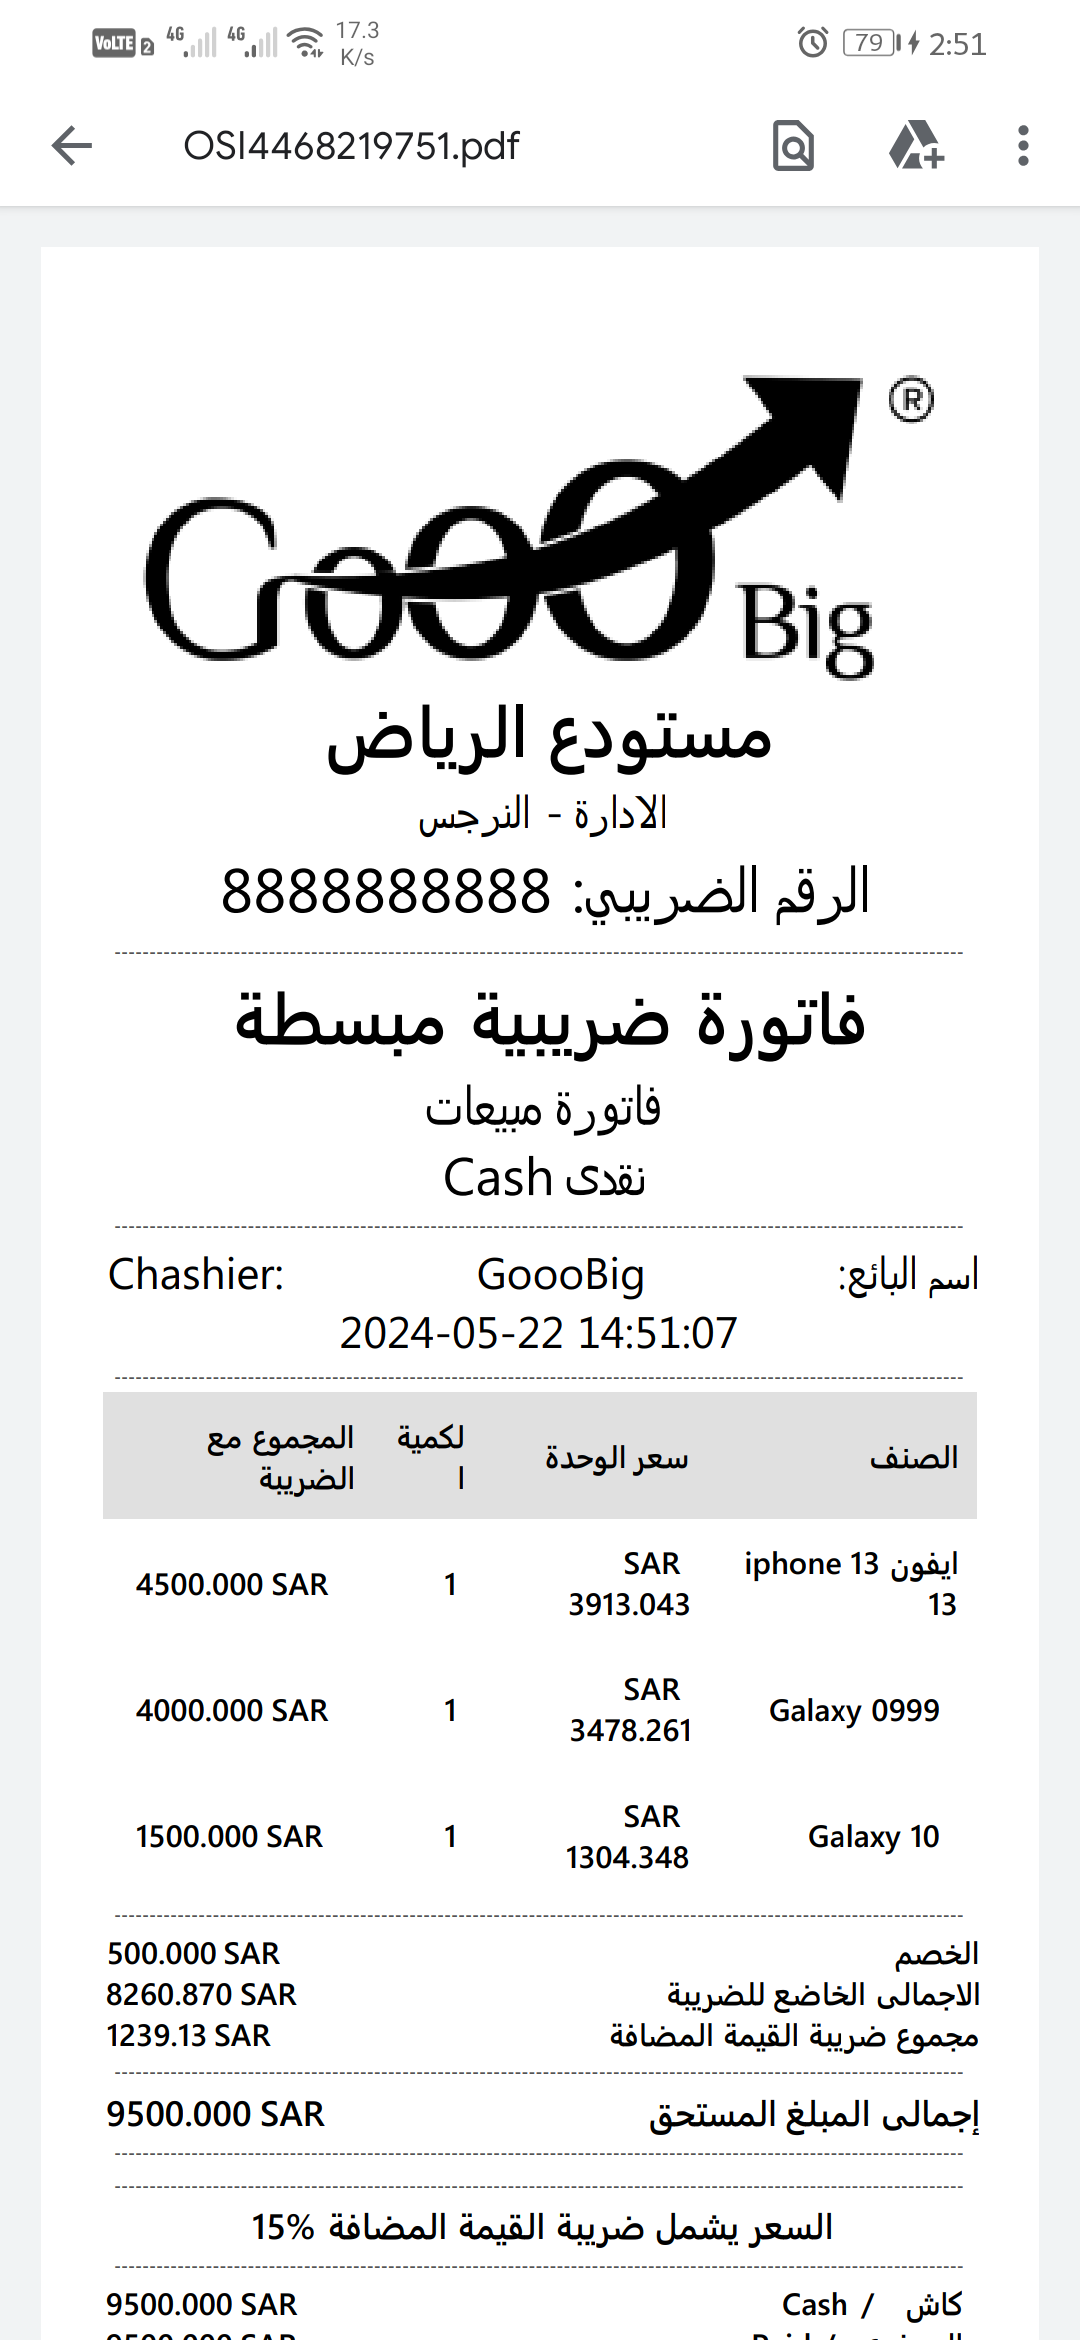 VoLTE 2 4G 4G 17.3 K/s 79 2:51
OSI4468219751.pdf
GoooBig ®
مستودع الرياض
الادارة - النرجس
الرقم الضريبي: 8888888888
فاتورة ضريبية مبسطة
فاتورة مبيعات
نقدى Cash
Chashier: GoooBig اسم البائع:
2024-05-22 14:51:07
الصنف سعر الوحدة لكمية ا المجموع مع الضريبة
ايفون 13 iphone 13 SAR 3913.043 1 4500.000 SAR
Galaxy 0999 SAR 3478.261 1 4000.000 SAR
Galaxy 10 SAR 1304.348 1 1500.000 SAR
الخصم 500.000 SAR
الاجمالى الخاضع للضريبة 8260.870 SAR
مجموع ضريبة القيمة المضافة 1239.13 SAR
إجمالى المبلغ المستحق 9500.000 SAR
السعر يشمل ضريبة القيمة المضافة %15
كاش / Cash 9500.000 SAR